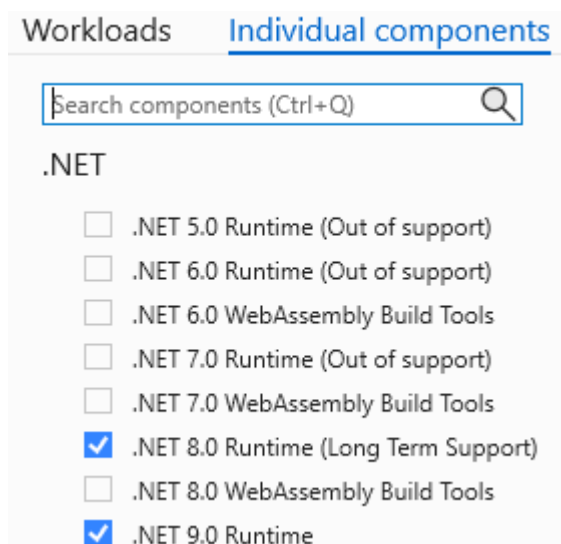 Workloads Individual components
Search components (Ctrl+Q)
.NET
.NET 5.0 Runtime (Out of support)
.NET 6.0 Runtime (Out of support)
.NET 6.0 WebAssembly Build Tools
.NET 7.0 Runtime (Out of support)
.NET 7.0 WebAssembly Build Tools
.NET 8.0 Runtime (Long Term Support)
.NET 8.0 WebAssembly Build Tools
.NET 9.0 Runtime